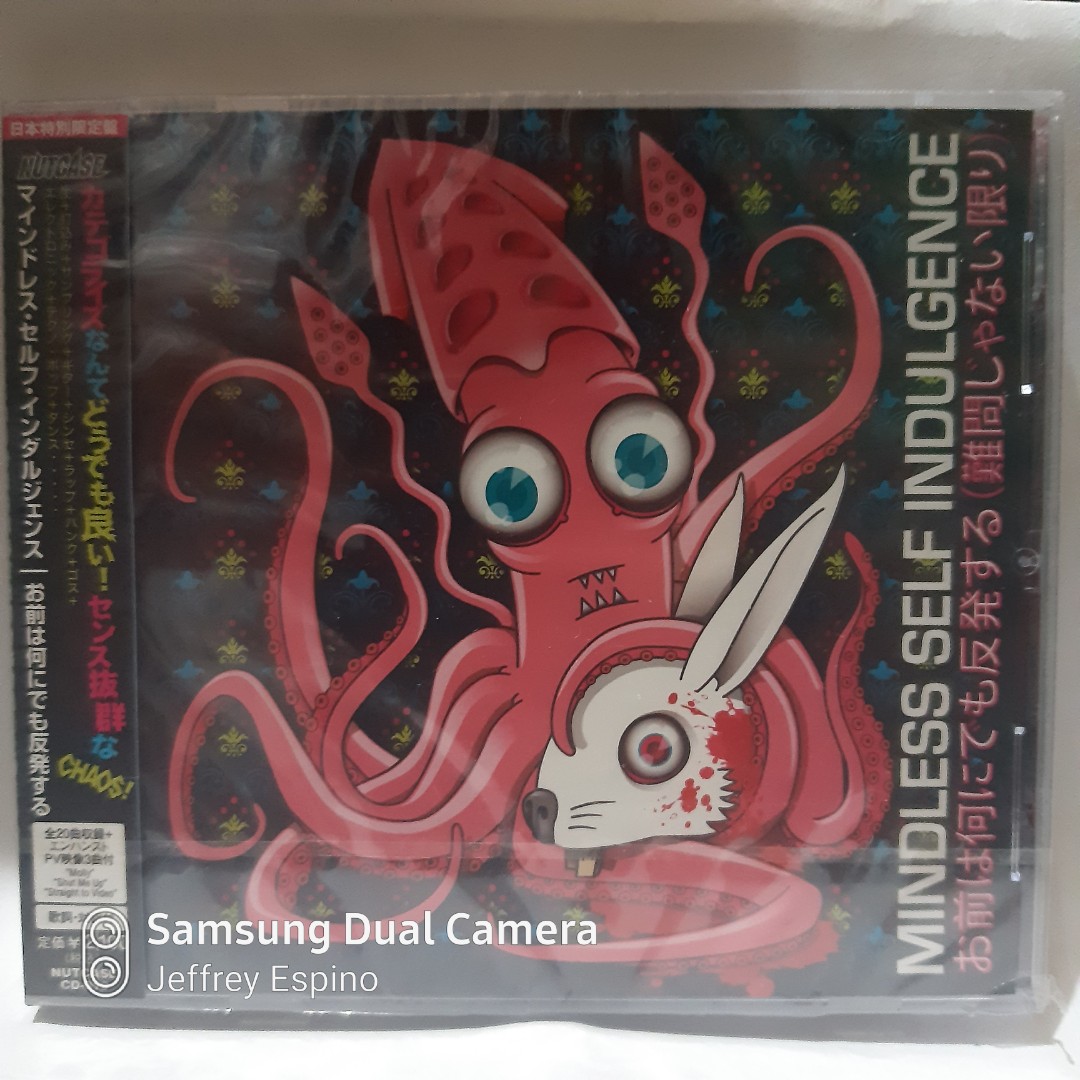 日本特別限定盤
NUTCASE
カテゴライズなんて、どうでも良い!センス抜群な
CHAOS!
マインドレス・セルフ・インダルジェンス | お前は何にでも反発する
全20曲収録+
エンハンスト
PV映像3曲付
"Molly"
"Shut Me Up"
"Straight to Video"
歌詞・
定価¥
CD-
MINDLESS SELF INDULGENCE
お前は何にでも反発する(難問じゃない限り)
Samsung Dual Camera
Jeffrey Espino